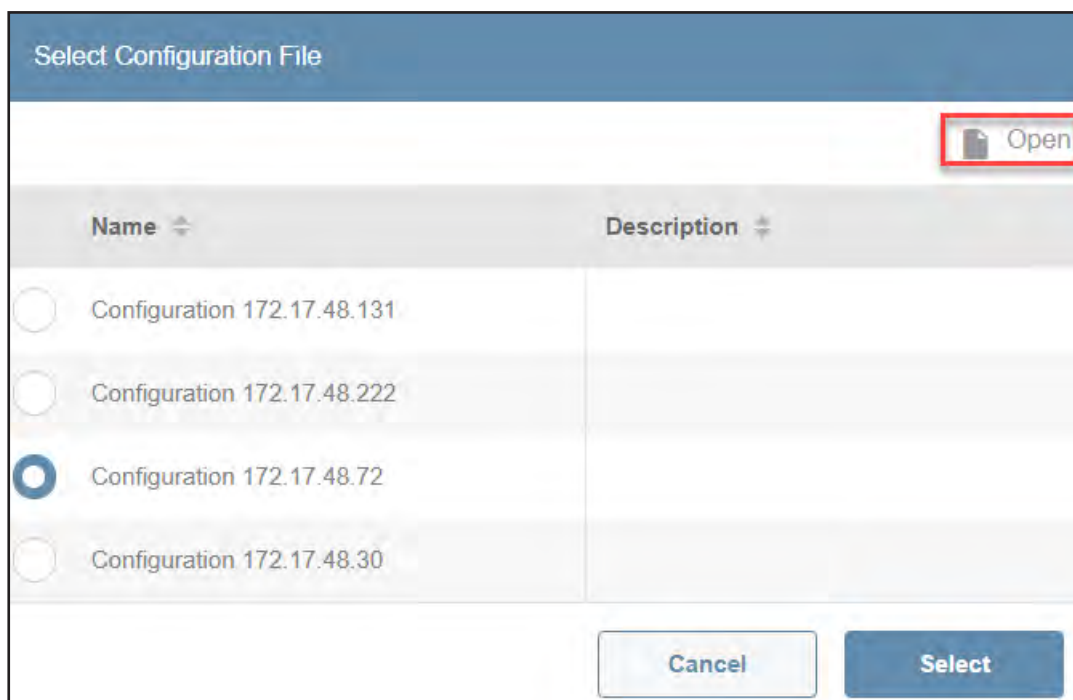 Select Configuration File
Open
Name Description
Configuration 172.17.48.131
Configuration 172.17.48.222
Configuration 172.17.48.72
Configuration 172.17.48.30
Cancel Select